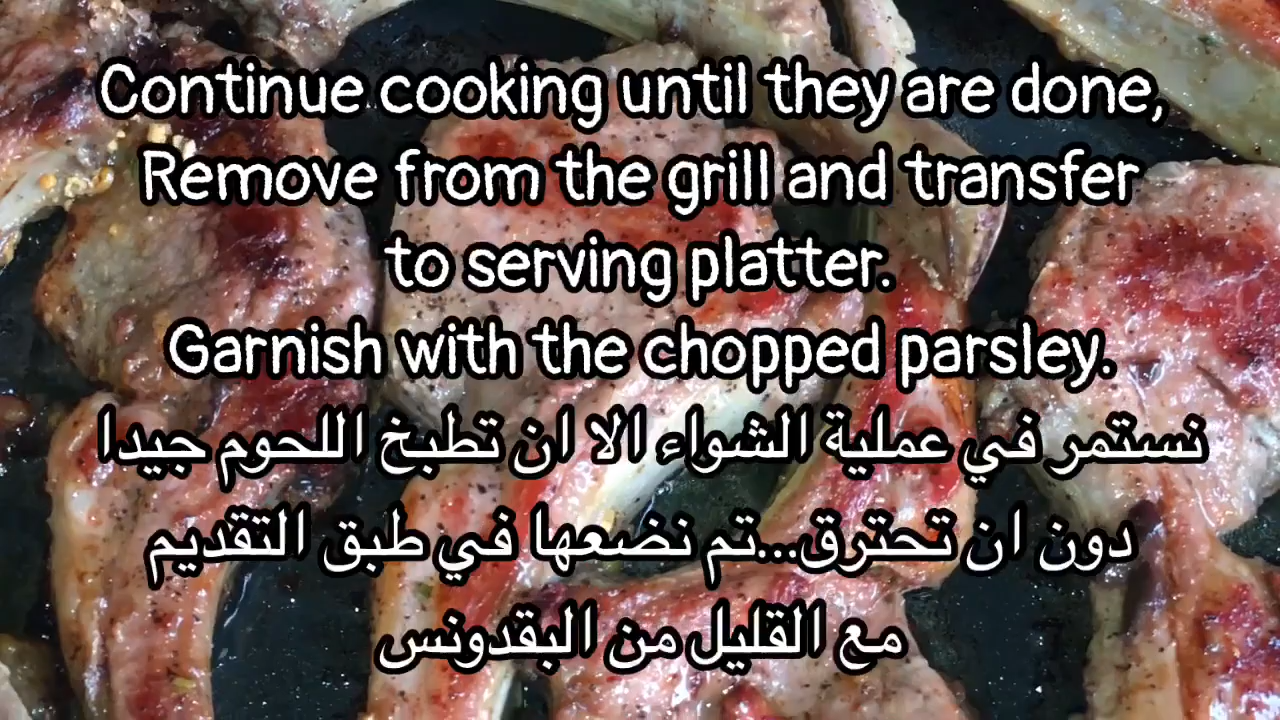 Continue cooking until they are done,
Remove from the grill and transfer
to serving platter.
Garnish with the chopped parsley.
نستمر في عملية الشواء الا ان تطبخ اللحوم جيدا
دون ان تحترق...تم نضعها في طبق التقديم
مع القليل من البقدونس